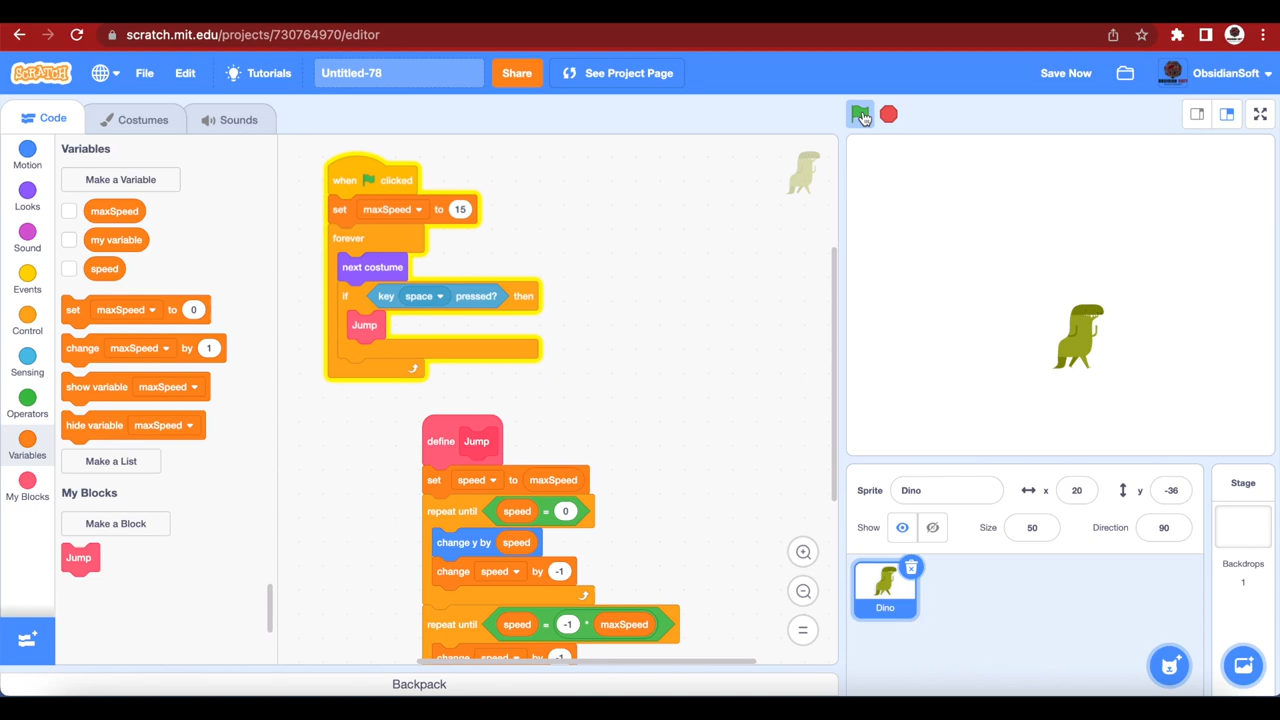 scratch.mit.edu/projects/730764970/editor
SCRATCH File Edit Tutorials Untitled-78 Share See Project Page Save Now ObsidianSoft
Code Costumes Sounds
Motion
Looks
Sound
Events
Control
Sensing
Operators
Variables
My Blocks
Variables
Make a Variable
maxSpeed
my variable
speed
set maxSpeed to 0
change maxSpeed by 1
show variable maxSpeed
hide variable maxSpeed
Make a List
My Blocks
Make a Block
Jump
when clicked
set maxSpeed to 15
forever
next costume
if key space pressed? then
Jump
define Jump
set speed to maxSpeed
repeat until speed = 0
change y by speed
change speed by -1
repeat until speed = -1 * maxSpeed
change speed by -1
Backpack
Sprite Dino x 20 y -36
Show Size 50 Direction 90
Dino
Stage
Backdrops
1